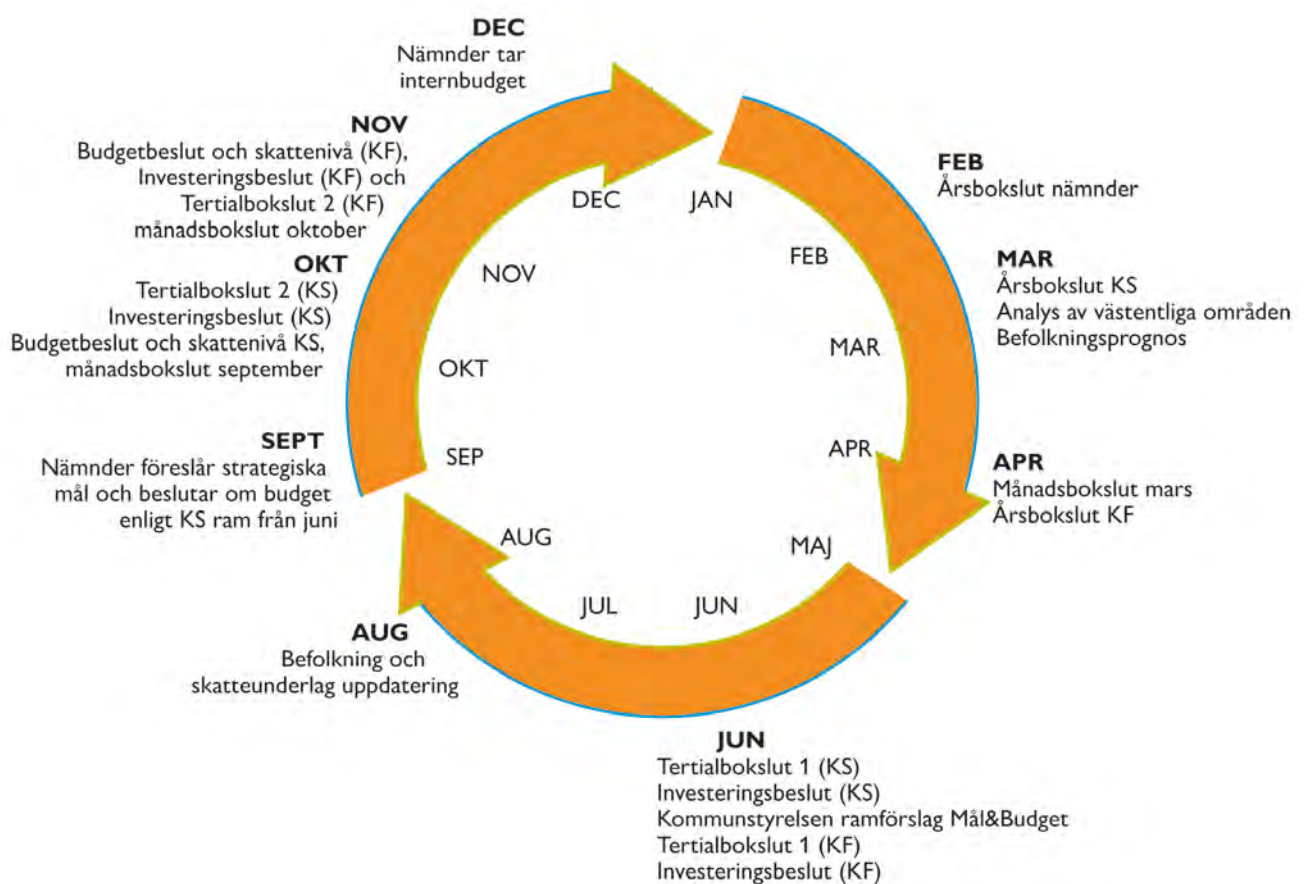 DEC
Nämnder tar
internbudget
NOV
Budgetbeslut och skattenivå (KF),
Investeringsbeslut (KF) och
Tertialbokslut 2 (KF)
månadsbokslut oktober
OKT
Tertialbokslut 2 (KS)
Investeringsbeslut (KS)
Budgetbeslut och skattenivå KS,
månadsbokslut september
SEPT
Nämnder föreslår strategiska
mål och beslutar om budget
enligt KS ram från juni
AUG
Befolkning och
skatteunderlag uppdatering
JUN
Tertialbokslut 1 (KS)
Investeringsbeslut (KS)
Kommunstyrelsen ramförslag Mål&Budget
Tertialbokslut 1 (KF)
Investeringsbeslut (KF)
FEB
Årsbokslut nämnder
MAR
Årsbokslut KS
Analys av västentliga områden
Befolkningsprognos
APR
Månadsbokslut mars
Årsbokslut KF
JAN
FEB
MAR
APR
MAJ
JUN
JUL
AUG
SEP
OKT
NOV
DEC